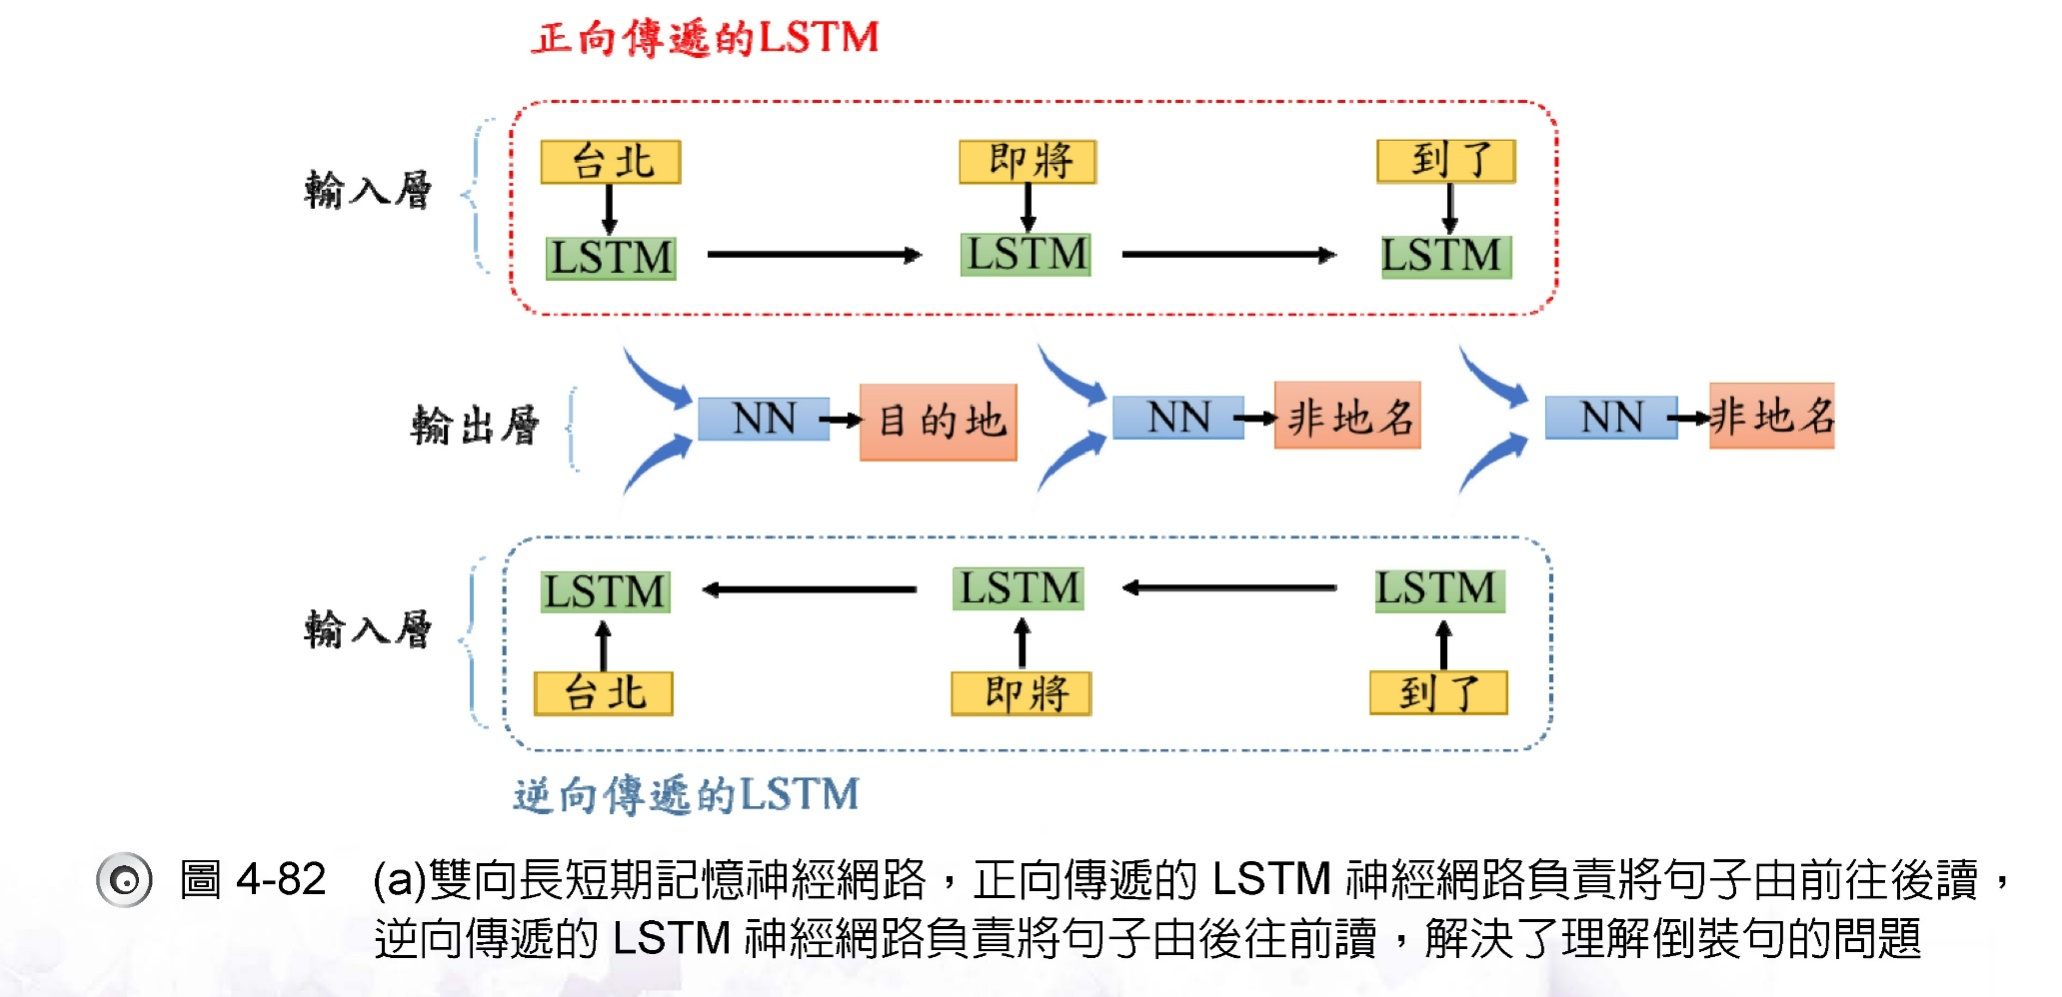 正向傳遞的LSTM
輸入層
台北 即將 到了
LSTM LSTM LSTM
輸出層
NN 目的地 NN 非地名 NN 非地名
輸入層
LSTM LSTM LSTM
台北 即將 到了
逆向傳遞的LSTM
圖 4-82 (a)雙向長短期記憶神經網路，正向傳遞的 LSTM 神經網路負責將句子由前往後讀，
逆向傳遞的 LSTM 神經網路負責將句子由後往前讀，解決了理解倒裝句的問題